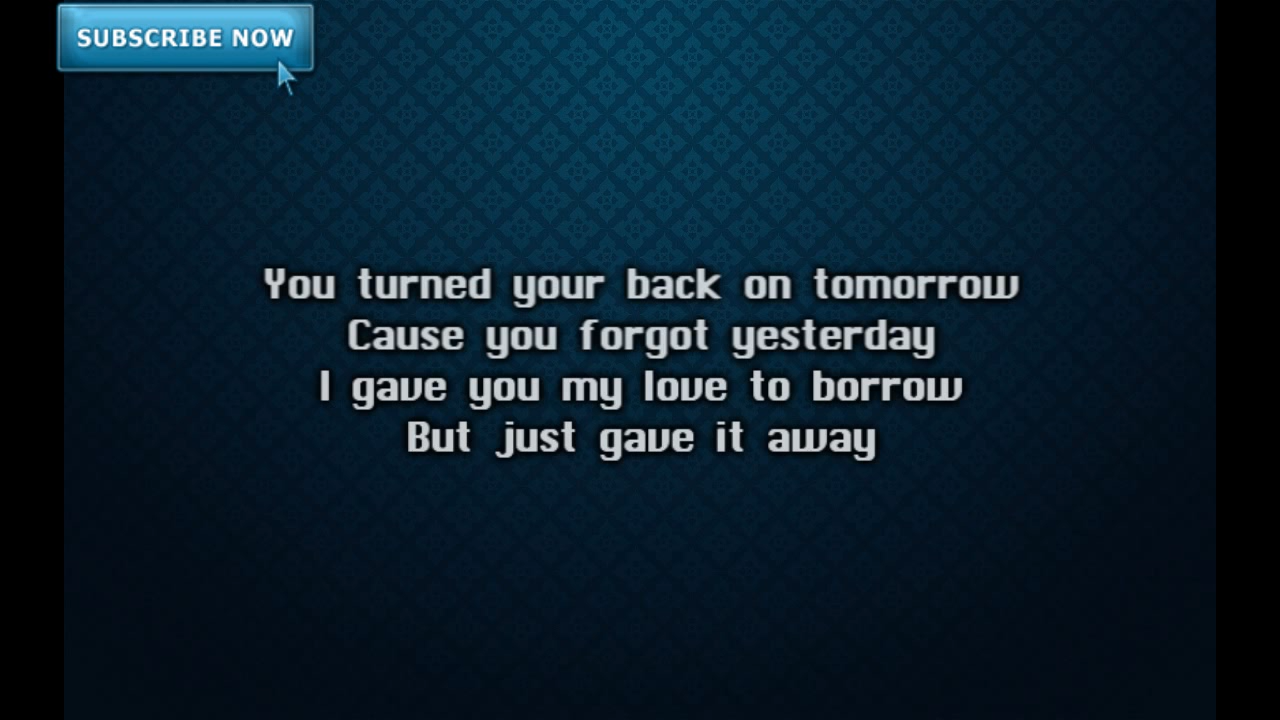 SUBSCRIBE NOW
You turned your back on tomorrow
Cause you forgot yesterday
I gave you my love to borrow
But just gave it away